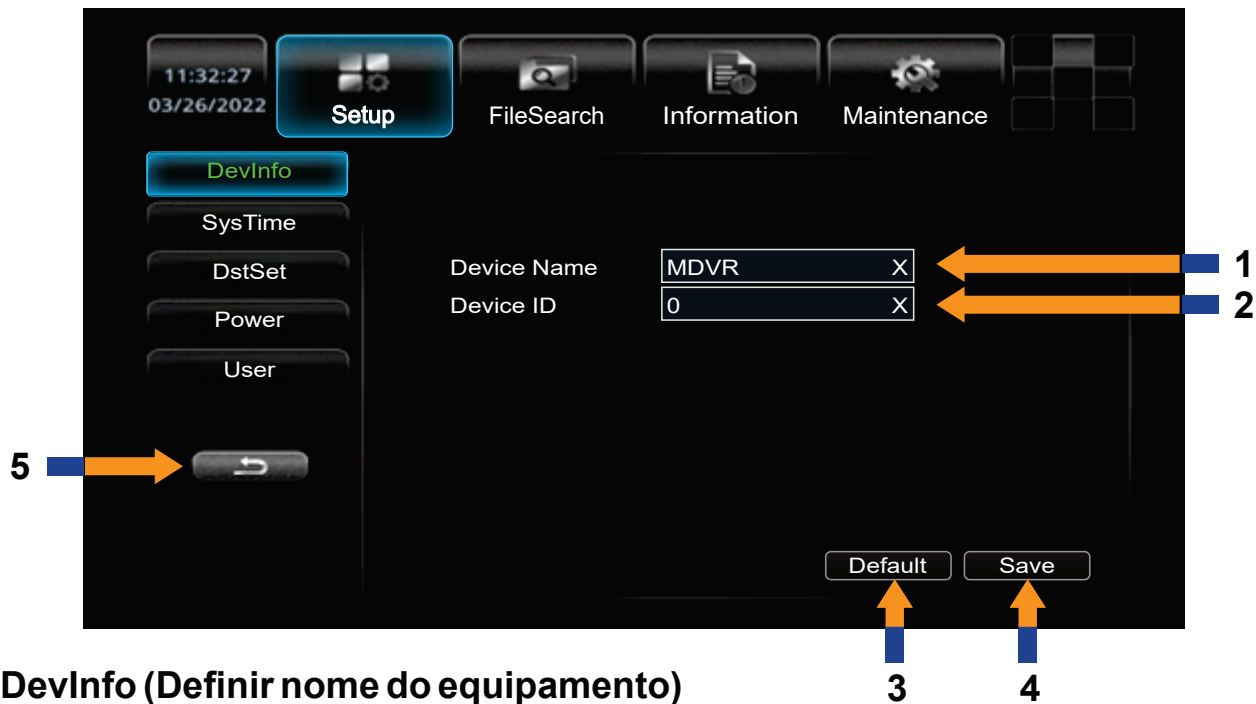 11:32:27
03/26/2022
Setup
FileSearch
Information
Maintenance
DevInfo
SysTime
DstSet
Power
User
Device Name
MDVR X
1
Device ID
0 X
2
5
Default
Save
3
4
DevInfo (Definir nome do equipamento)